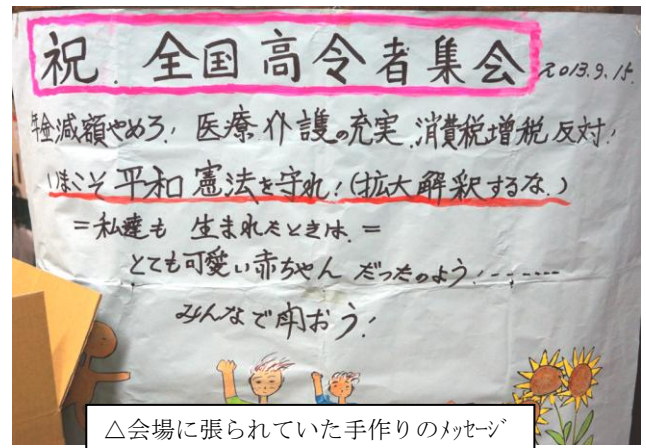 祝.全国高令者集会 2013.9.15.
年金減額やめろ!医療介護の充実 消費税増税反対!
いまこそ平和憲法を守れ!(拡大解釈するな.)
=私達も 生まれたときは.=
とても可愛い赤ちゃん だったのよう!-------
みんなで闘おう!
△会場に張られていた手作りのメッセージ